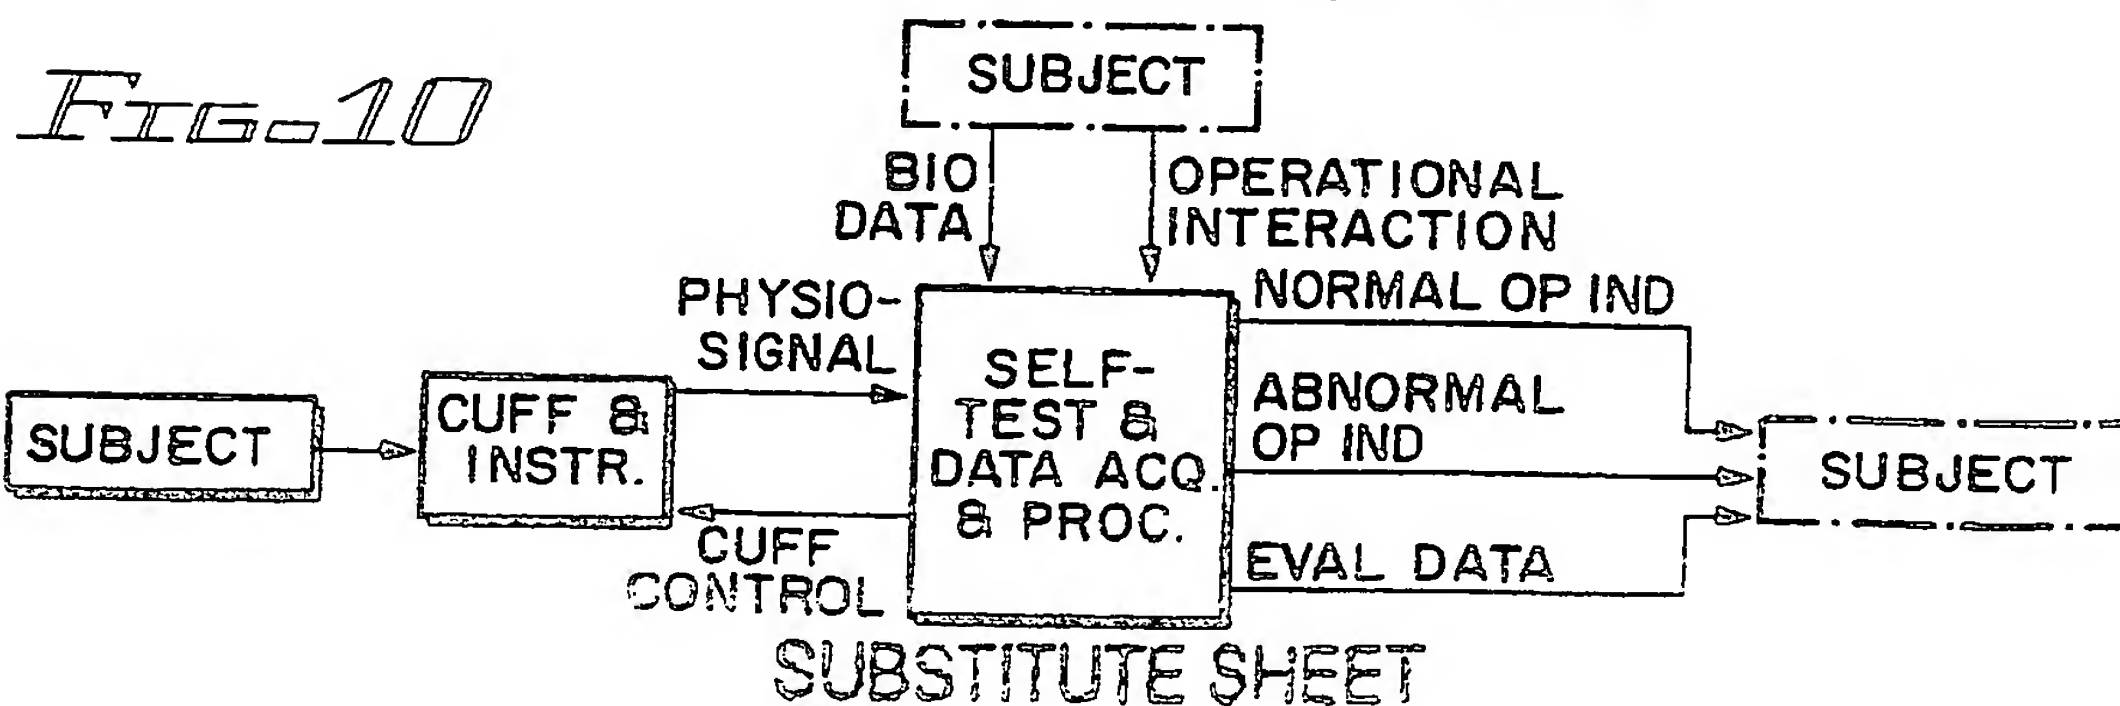 FIG-10
SUBJECT
BIO
DATA
OPERATIONAL
INTERACTION
PHYSIO-
SIGNAL
NORMAL OP IND
SUBJECT
CUFF &
INSTR.
SELF-
TEST &
DATA ACQ.
& PROC.
ABNORMAL
OP IND
SUBJECT
CUFF
CONTROL
EVAL DATA
SUBSTITUTE SHEET